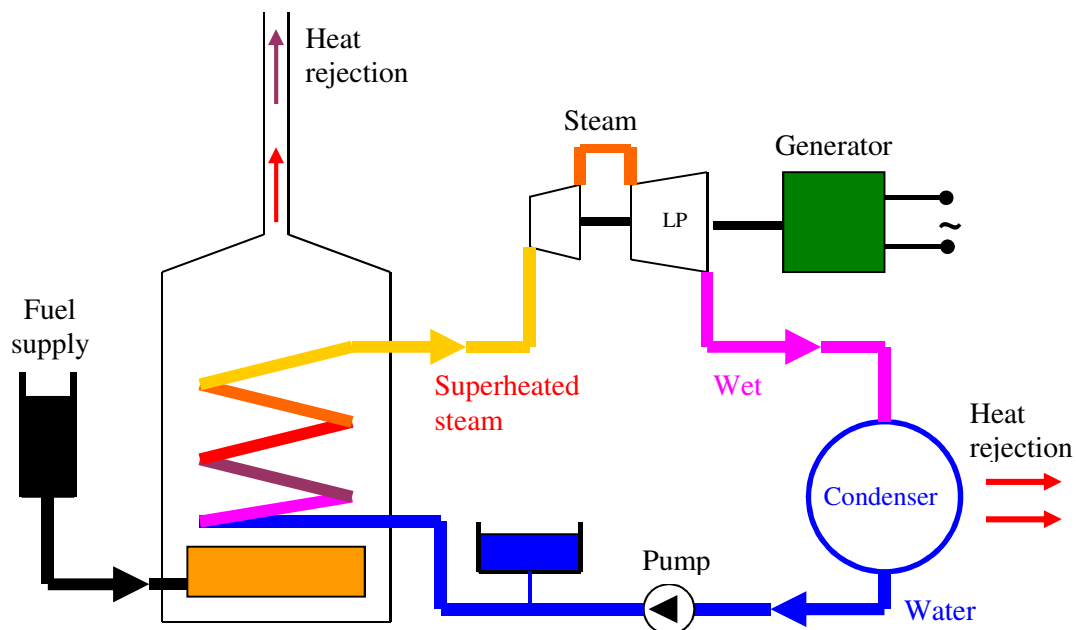 Heat
rejection
Steam
Generator
LP
~
Fuel
supply
Superheated
steam
Wet
Heat
rejection
Condenser
Pump
Water